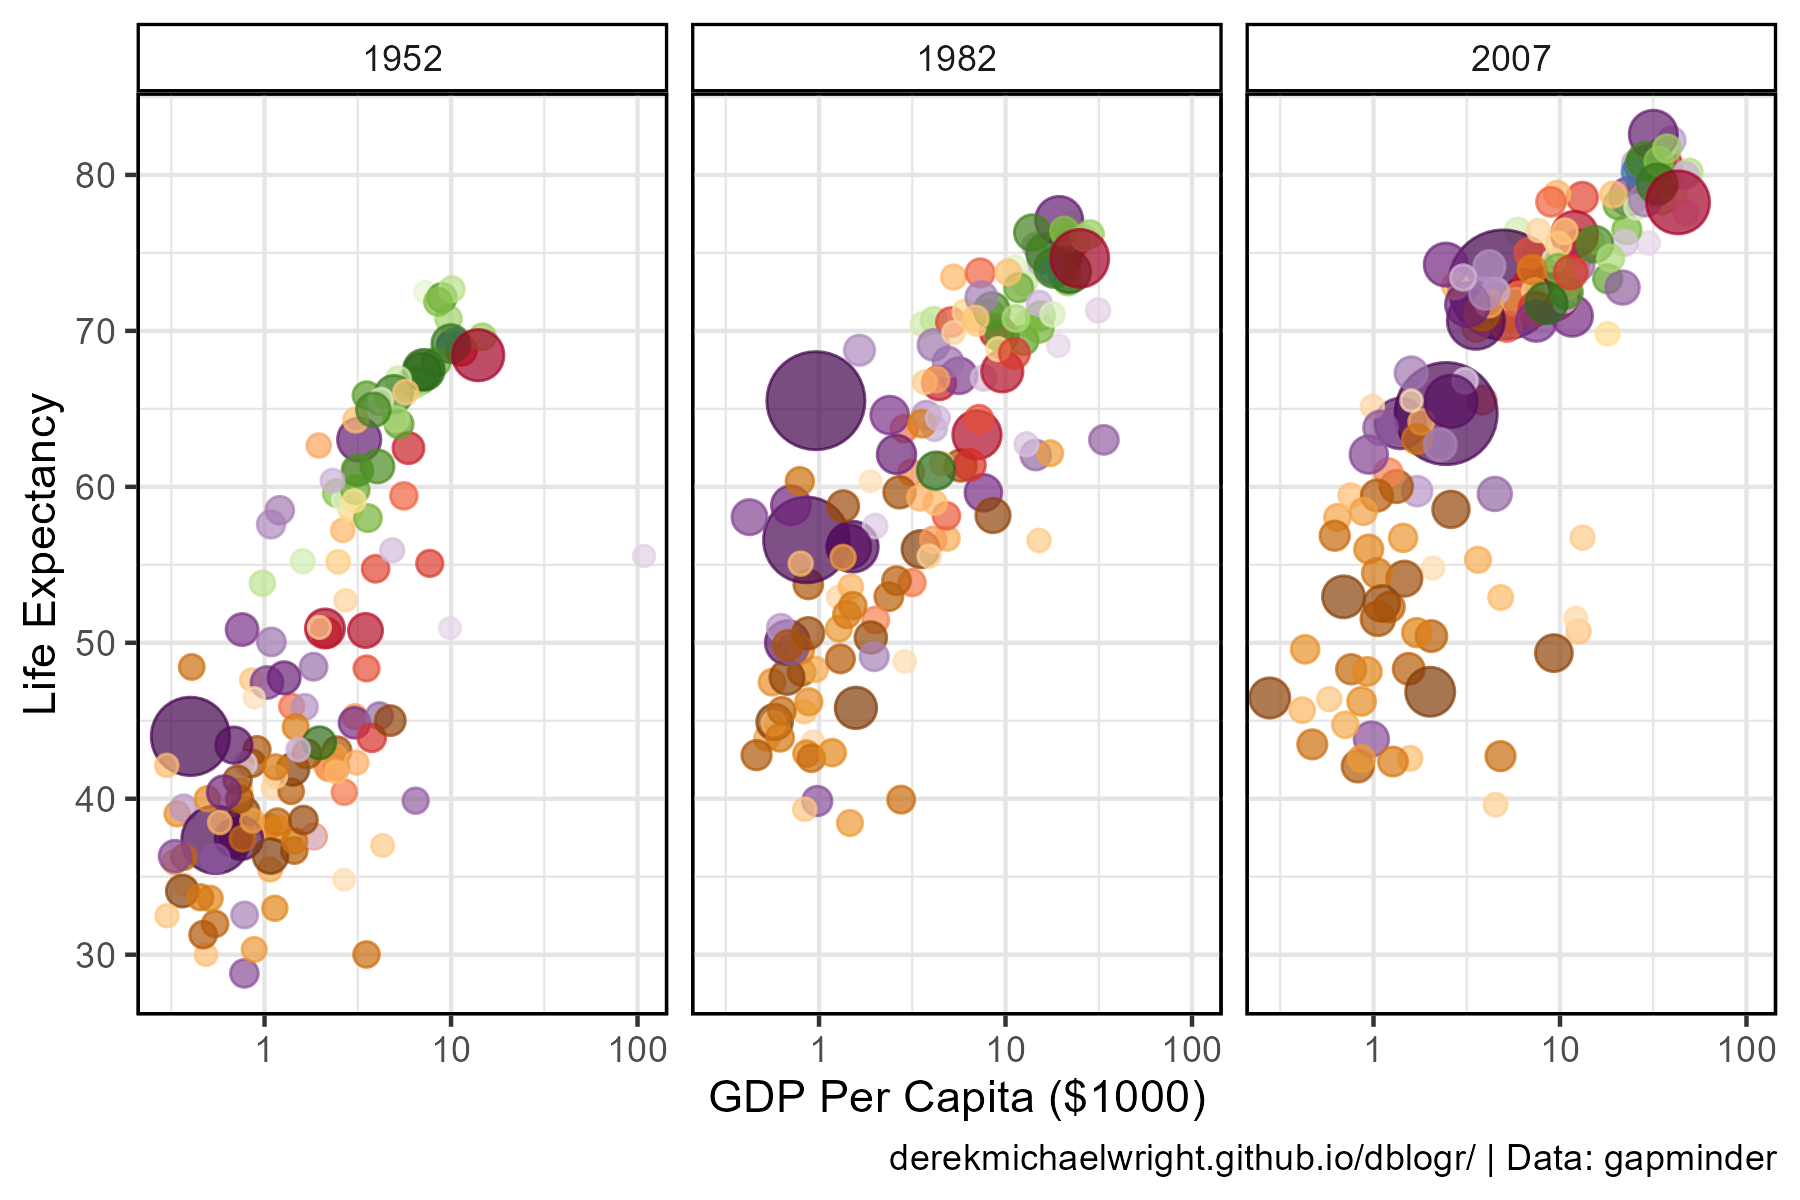 1952 1982 2007
Life Expectancy
80
70
60
50
40
30
1 10 100 1 10 100 1 10 100
GDP Per Capita ($1000)
derekmichaelwright.github.io/dblogr/ | Data: gapminder